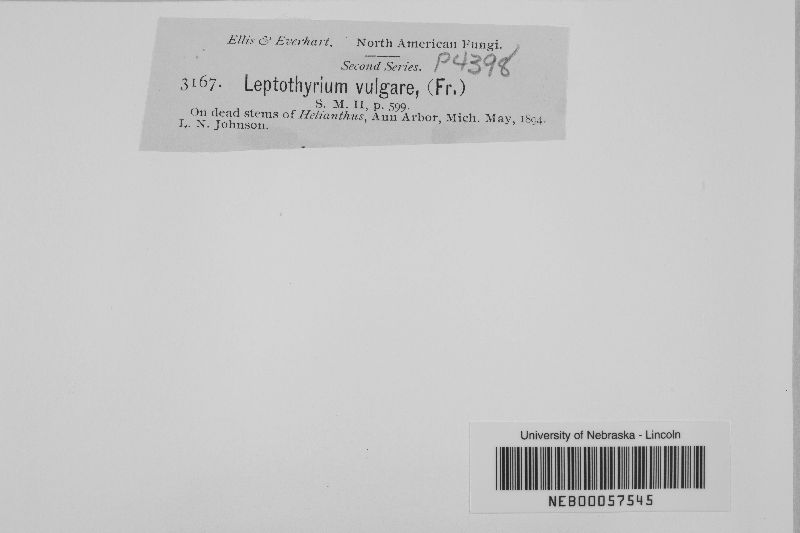 Ellis & Everhart. North American Fungi.
Second Series. P4398
3167. Leptothyrium vulgare, (Fr.)
S. M. II, p. 599.
On dead stems of Helianthus, Ann Arbor, Mich. May, 1894.
L. N. Johnson.
University of Nebraska - Lincoln
NEB00057545